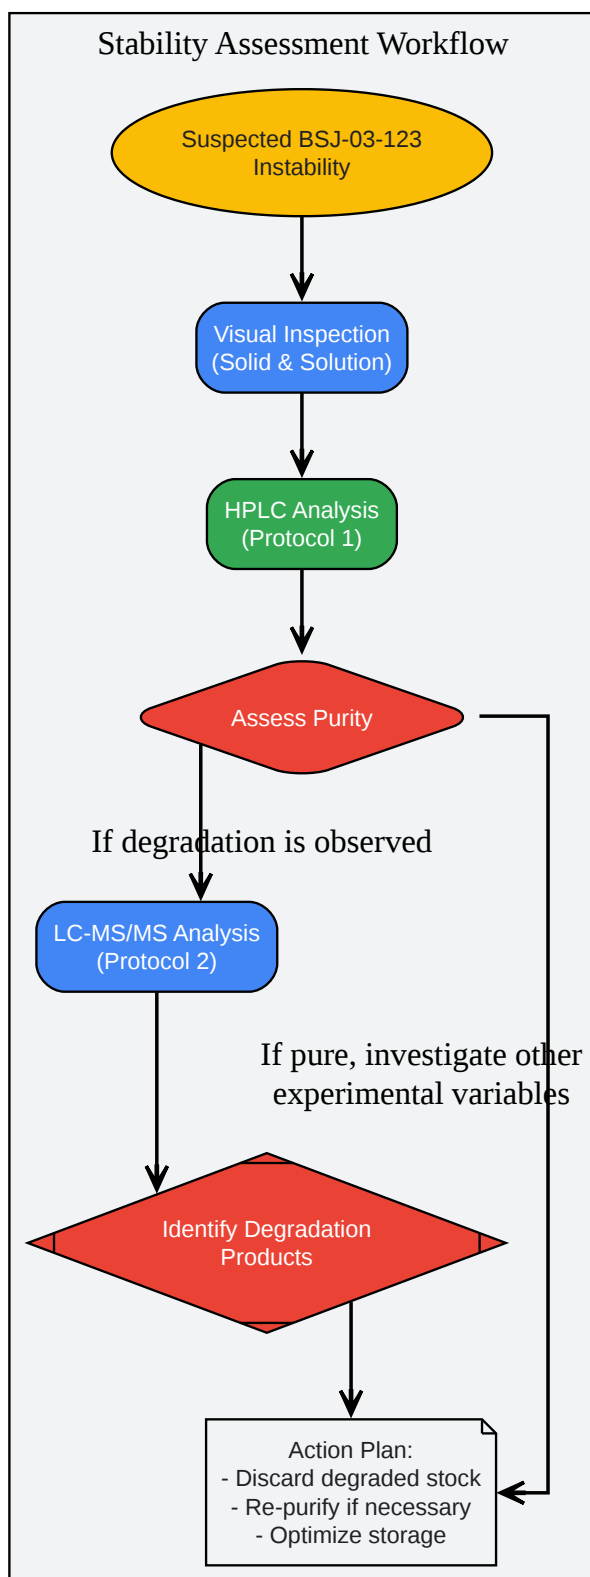 Stability Assessment Workflow
Suspected BSJ-03-123
Instability
Visual Inspection
(Solid & Solution)
HPLC Analysis
(Protocol 1)
Assess Purity
If degradation is observed
LC-MS/MS Analysis
(Protocol 2)
If pure, investigate other
experimental variables
Identify Degradation
Products
Action Plan:
- Discard degraded stock
- Re-purify if necessary
- Optimize storage